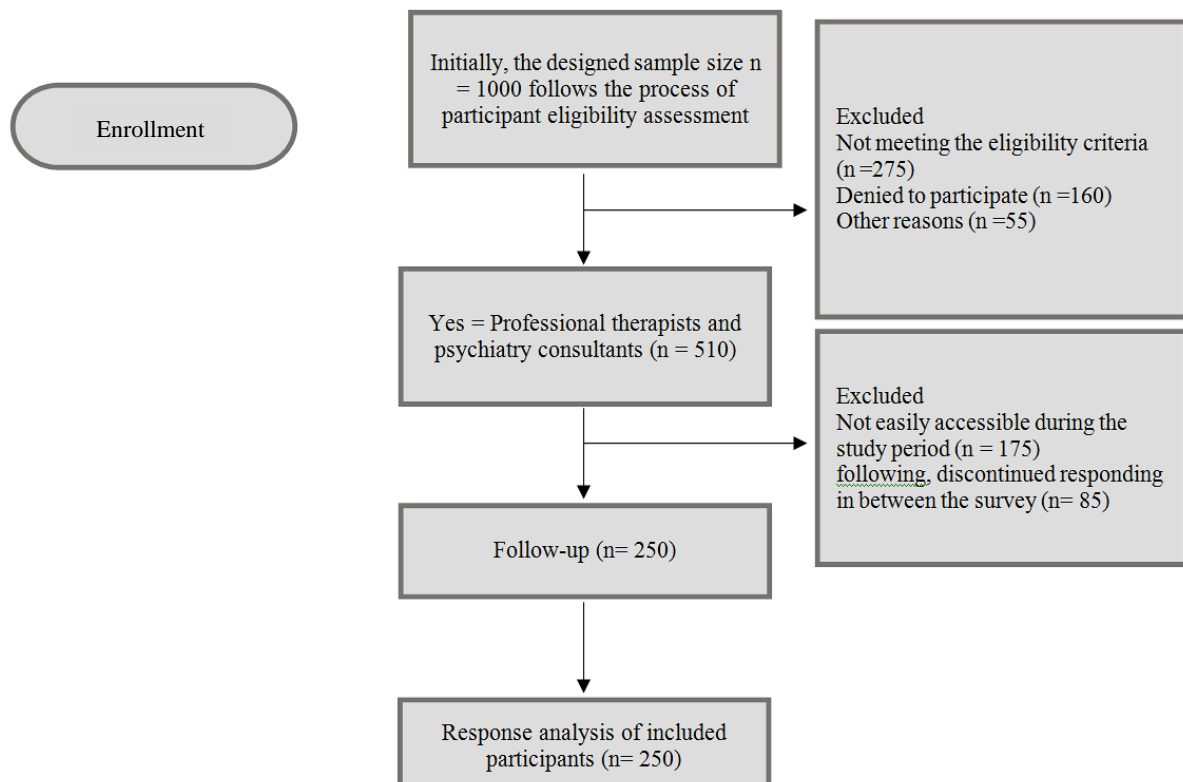 Enrollment
Initially, the designed sample size n
= 1000 follows the process of
participant eligibility assessment
Excluded
Not meeting the eligibility criteria
(n =275)
Denied to participate (n =160)
Other reasons (n =55)
Yes = Professional therapists and
psychiatry consultants (n = 510)
Excluded
Not easily accessible during the
study period (n = 175)
following, discontinued responding
in between the survey (n= 85)
Follow-up (n= 250)
Response analysis of included
participants (n= 250)